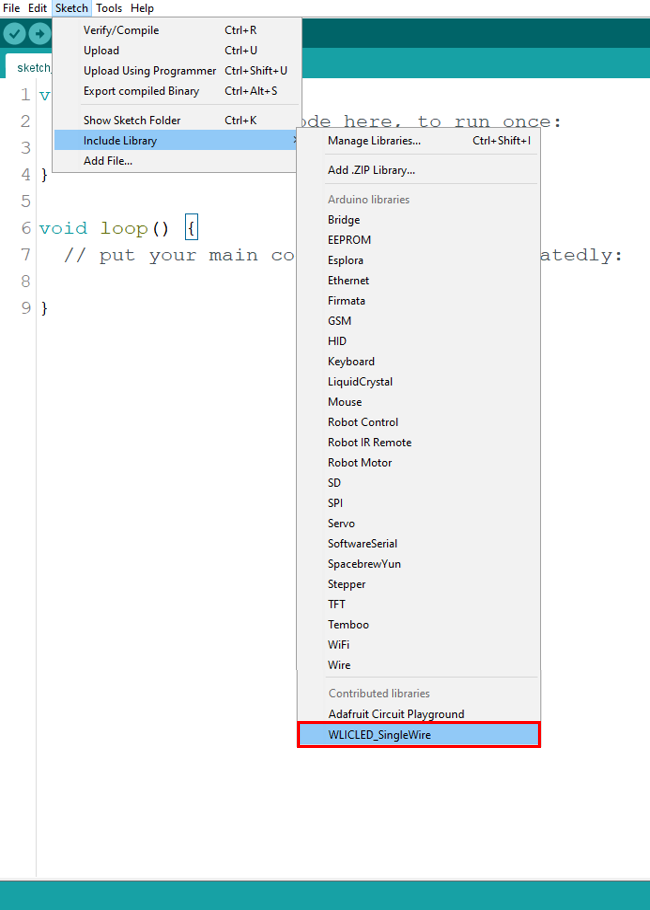 File Edit Sketch Tools Help
Verify/Compile Ctrl+R
Upload Ctrl+U
Upload Using Programmer Ctrl+Shift+U
Export compiled Binary Ctrl+Alt+S
Show Sketch Folder Ctrl+K
Include Library
Add File...
Manage Libraries... Ctrl+Shift+I
Add .ZIP Library...
Arduino libraries
Bridge
EEPROM
Esplora
Ethernet
Firmata
GSM
HID
Keyboard
LiquidCrystal
Mouse
Robot Control
Robot IR Remote
Robot Motor
SD
SPI
Servo
SoftwareSerial
SpacebrewYun
Stepper
TFT
Temboo
WiFi
Wire
Contributed libraries
Adafruit Circuit Playground
WLICLED_SingleWire
sketch_
1 v
2 ode here, to run once:
3
4 }
5
6 void loop() {
7 // put your main co atedly:
8
9 }